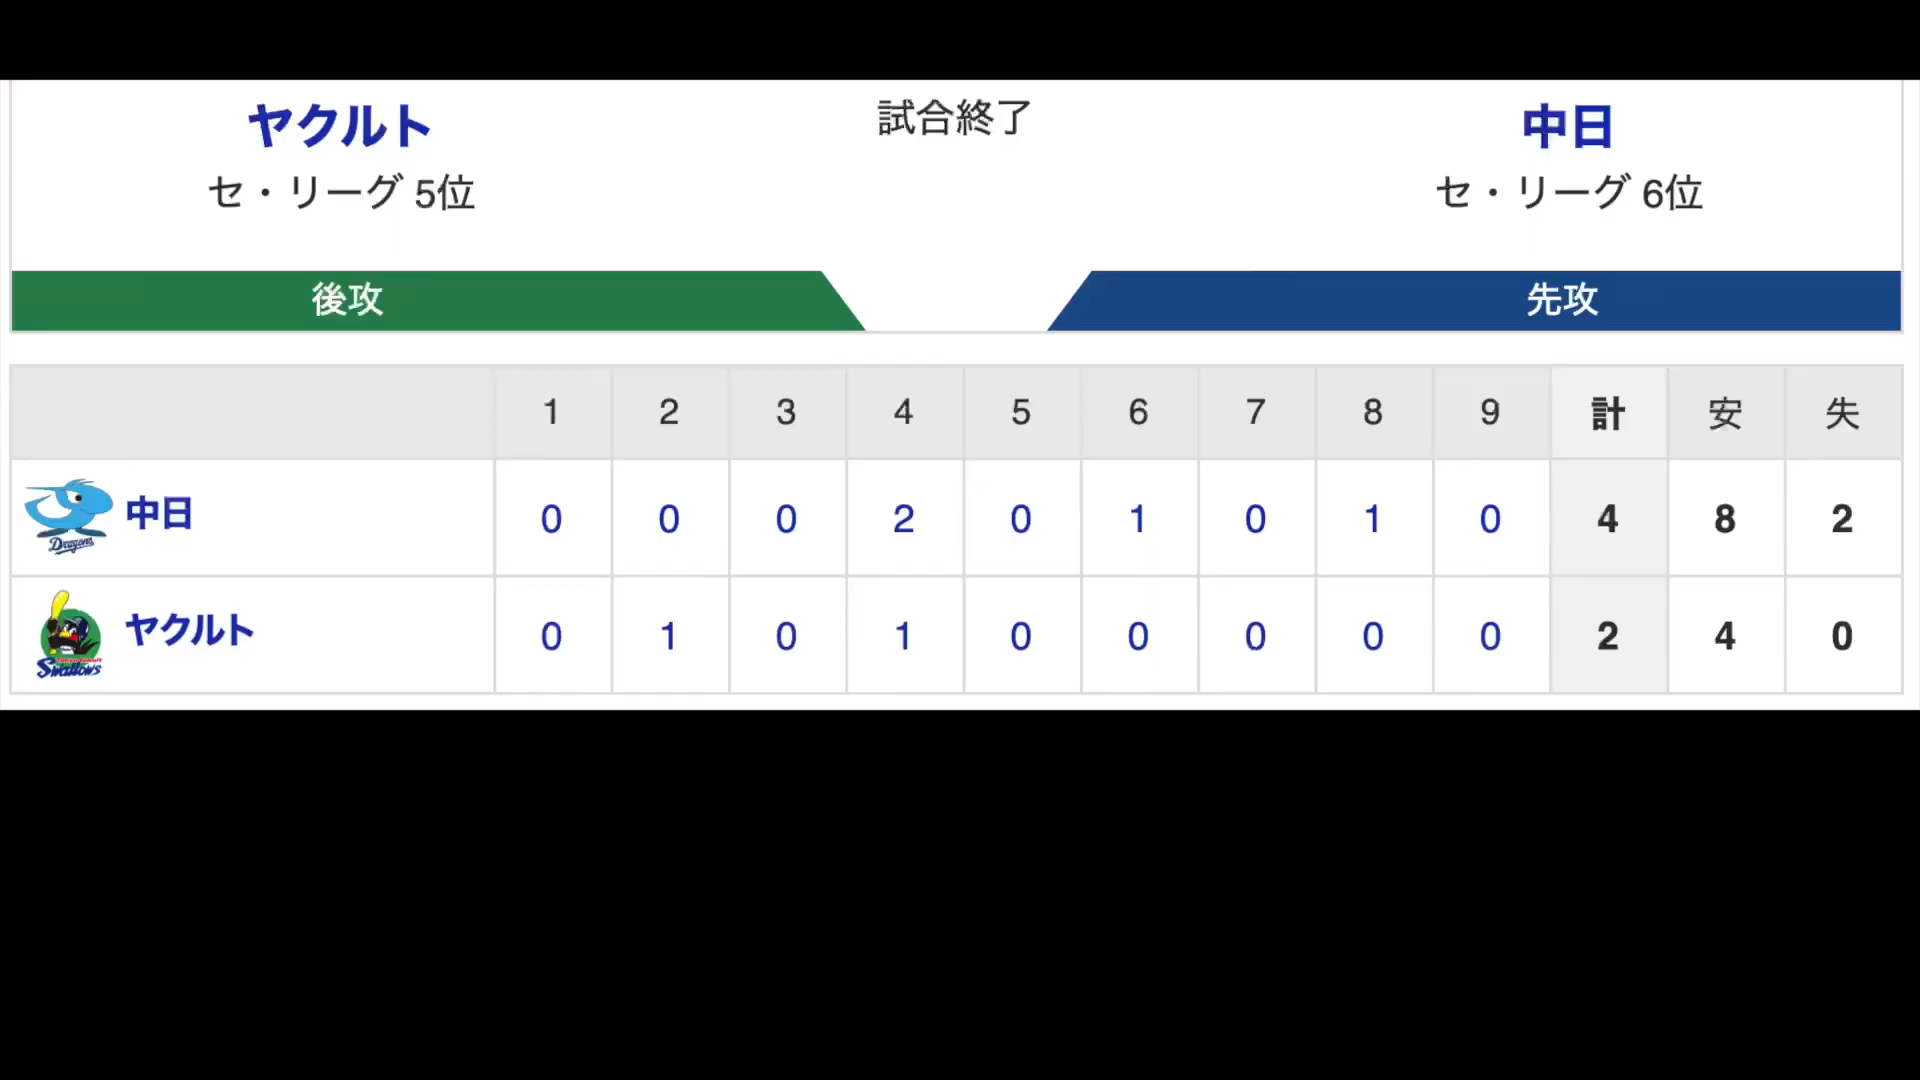 ヤクルト 試合終了 中日
セ・リーグ 5位 セ・リーグ 6位
後攻 先攻
1 2 3 4 5 6 7 8 9 計 安 失
Dragons 中日 0 0 0 2 0 1 0 1 0 4 8 2
Swallows ヤクルト 0 1 0 1 0 0 0 0 0 2 4 0